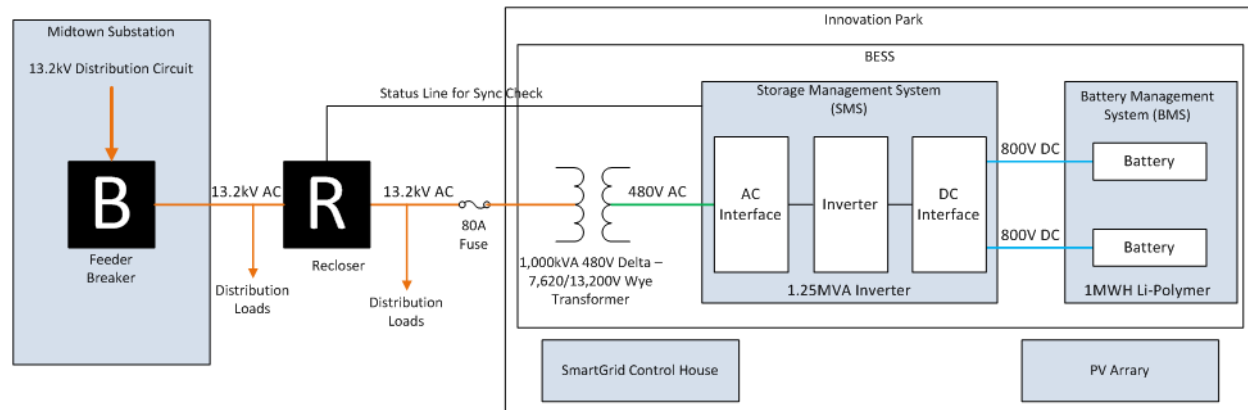 Midtown Substation
13.2kV Distribution Circuit
B
Feeder
Breaker
13.2kV AC
Distribution
Loads
Status Line for Sync Check
R
Recloser
13.2kV AC
Distribution
Loads
80A
Fuse
Innovation Park
BESS
1,000kVA 480V Delta –
7,620/13,200V Wye
Transformer
480V AC
Storage Management System
(SMS)
AC
Interface
Inverter
DC
Interface
1.25MVA Inverter
800V DC
800V DC
Battery Management
System (BMS)
Battery
Battery
1MWH Li-Polymer
SmartGrid Control House
PV Arrary